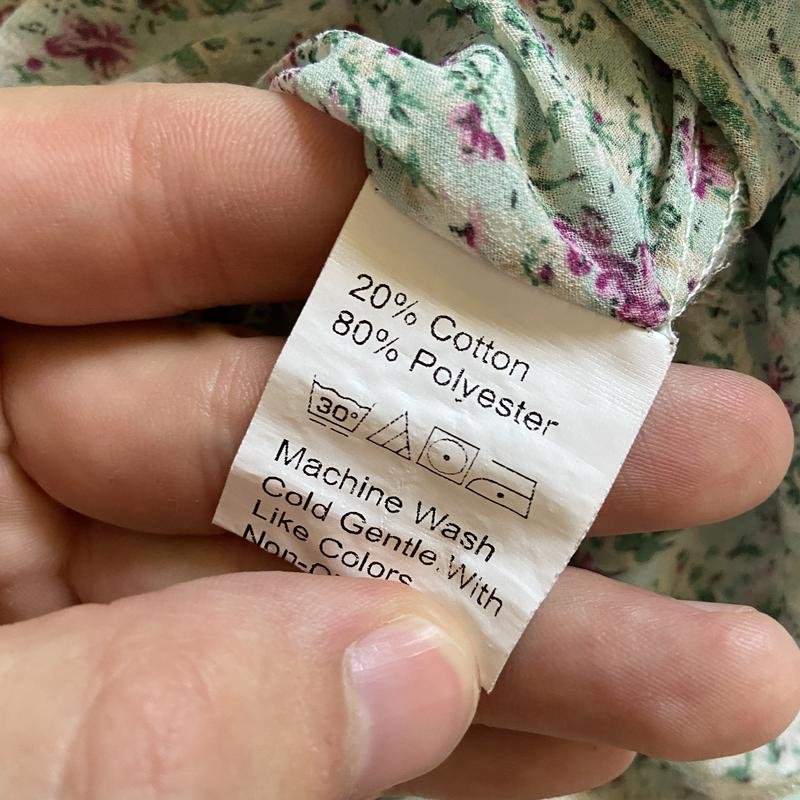 20% Cotton
80% Polyester
30°
Machine Wash
Cold Gentle.With
Like Colors